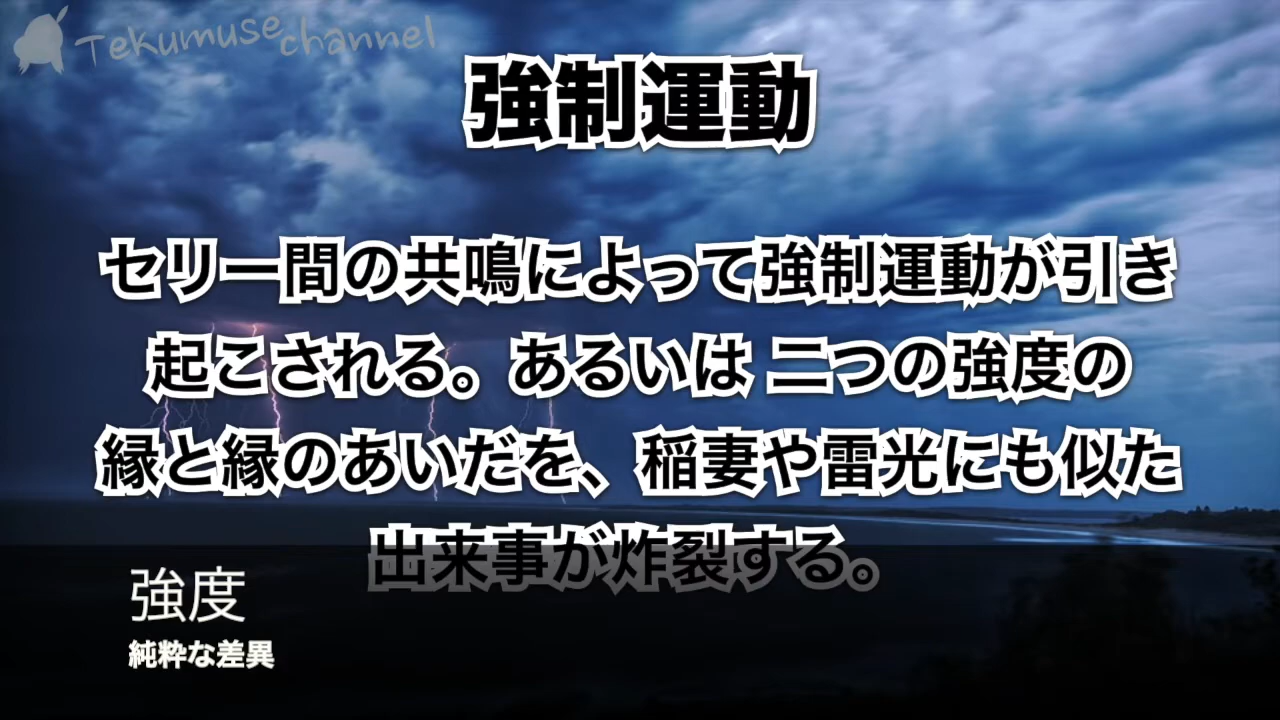 Tekumuse channel
強制運動
セリー間の共鳴によって強制運動が引き
起こされる。あるいは 二つの強度の
縁と縁のあいだを、稲妻や雷光にも似た
出来事が炸裂する。
強度
純粋な差異